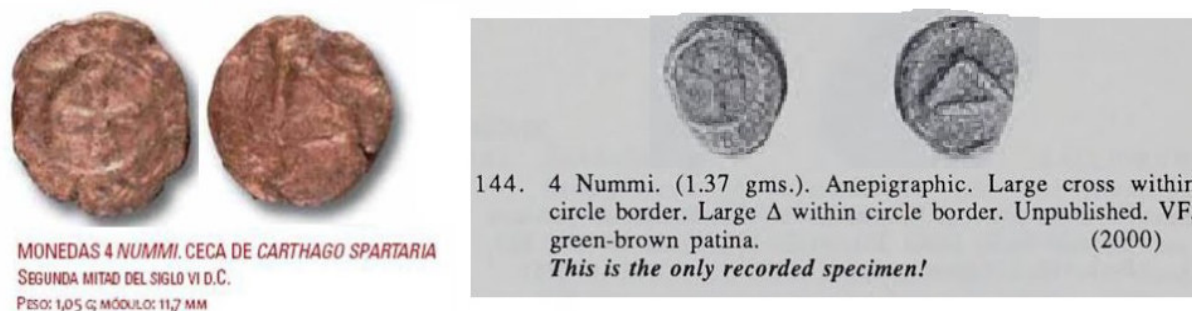 MONEDAS 4 NUMMI. CECA DE CARTHAGO SPARTARIA
SEGUNDA MITAD DEL SIGLO VI D.C.
PESO: 1,05 G; MÓDULO: 11,7 MM
144. 4 Nummi. (1.37 gms.). Anepigraphic. Large cross within
circle border. Large Δ within circle border. Unpublished. VF
green-brown patina. (2000)
This is the only recorded specimen!